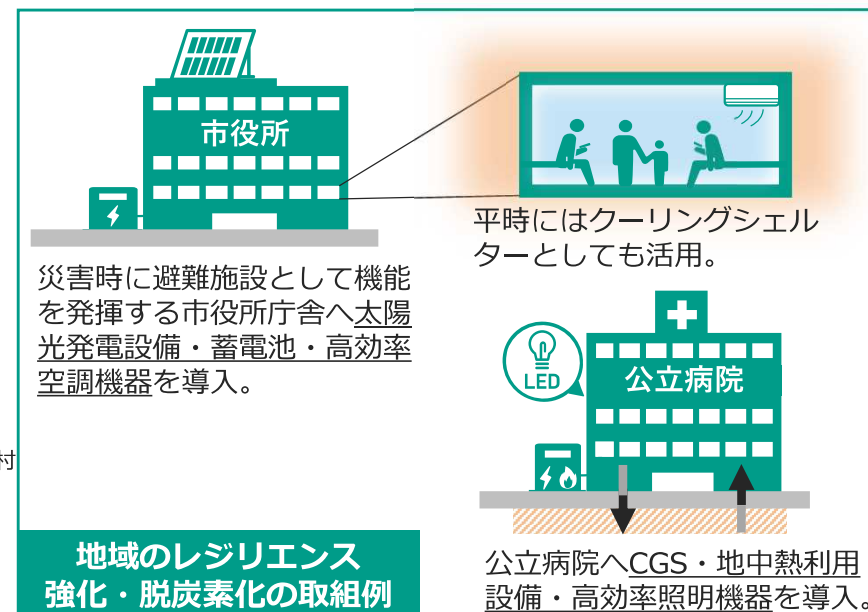 市役所
災害時に避難施設として機能
を発揮する市役所庁舎へ太陽
光発電設備・蓄電池・高効率
空調機器を導入。
平時にはクーリングシェル
ターとしても活用。
LED
公立病院
公立病院へCGS・地中熱利用
設備・高効率照明機器を導入。
村
地域のレジリエンス
強化・脱炭素化の取組例